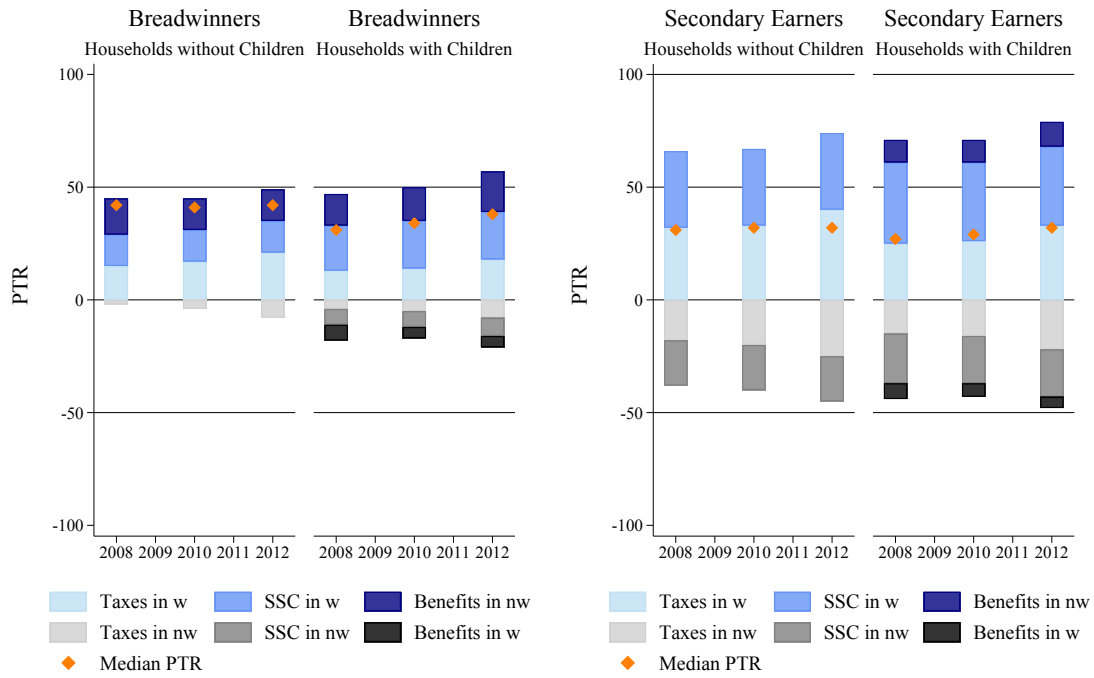 Breadwinners Breadwinners
Households without Children Households with Children
PTR
100
50
0
-50
-100
2008 2009 2010 2011 2012 2008 2009 2010 2011 2012
Taxes in w SSC in w Benefits in nw
Taxes in nw SSC in nw Benefits in w
Median PTR
Secondary Earners Secondary Earners
Households without Children Households with Children
PTR
100
50
0
-50
-100
2008 2009 2010 2011 2012 2008 2009 2010 2011 2012
Taxes in w SSC in w Benefits in nw
Taxes in nw SSC in nw Benefits in w
Median PTR